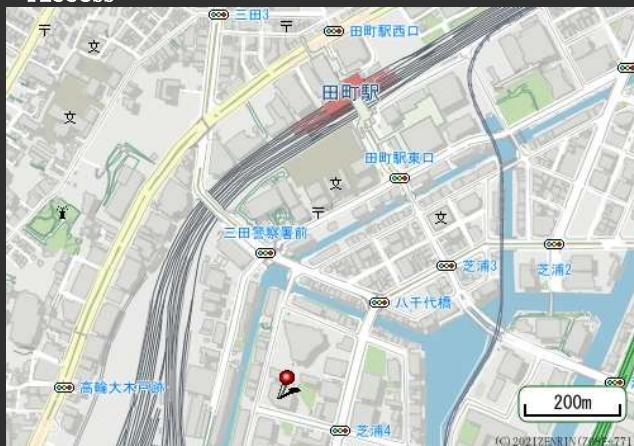 三田3
田町駅西口
田町駅
田町駅東口
三田警察署前
芝浦3
芝浦2
八千代橋
高輪大木戸跡
芝浦4
200m